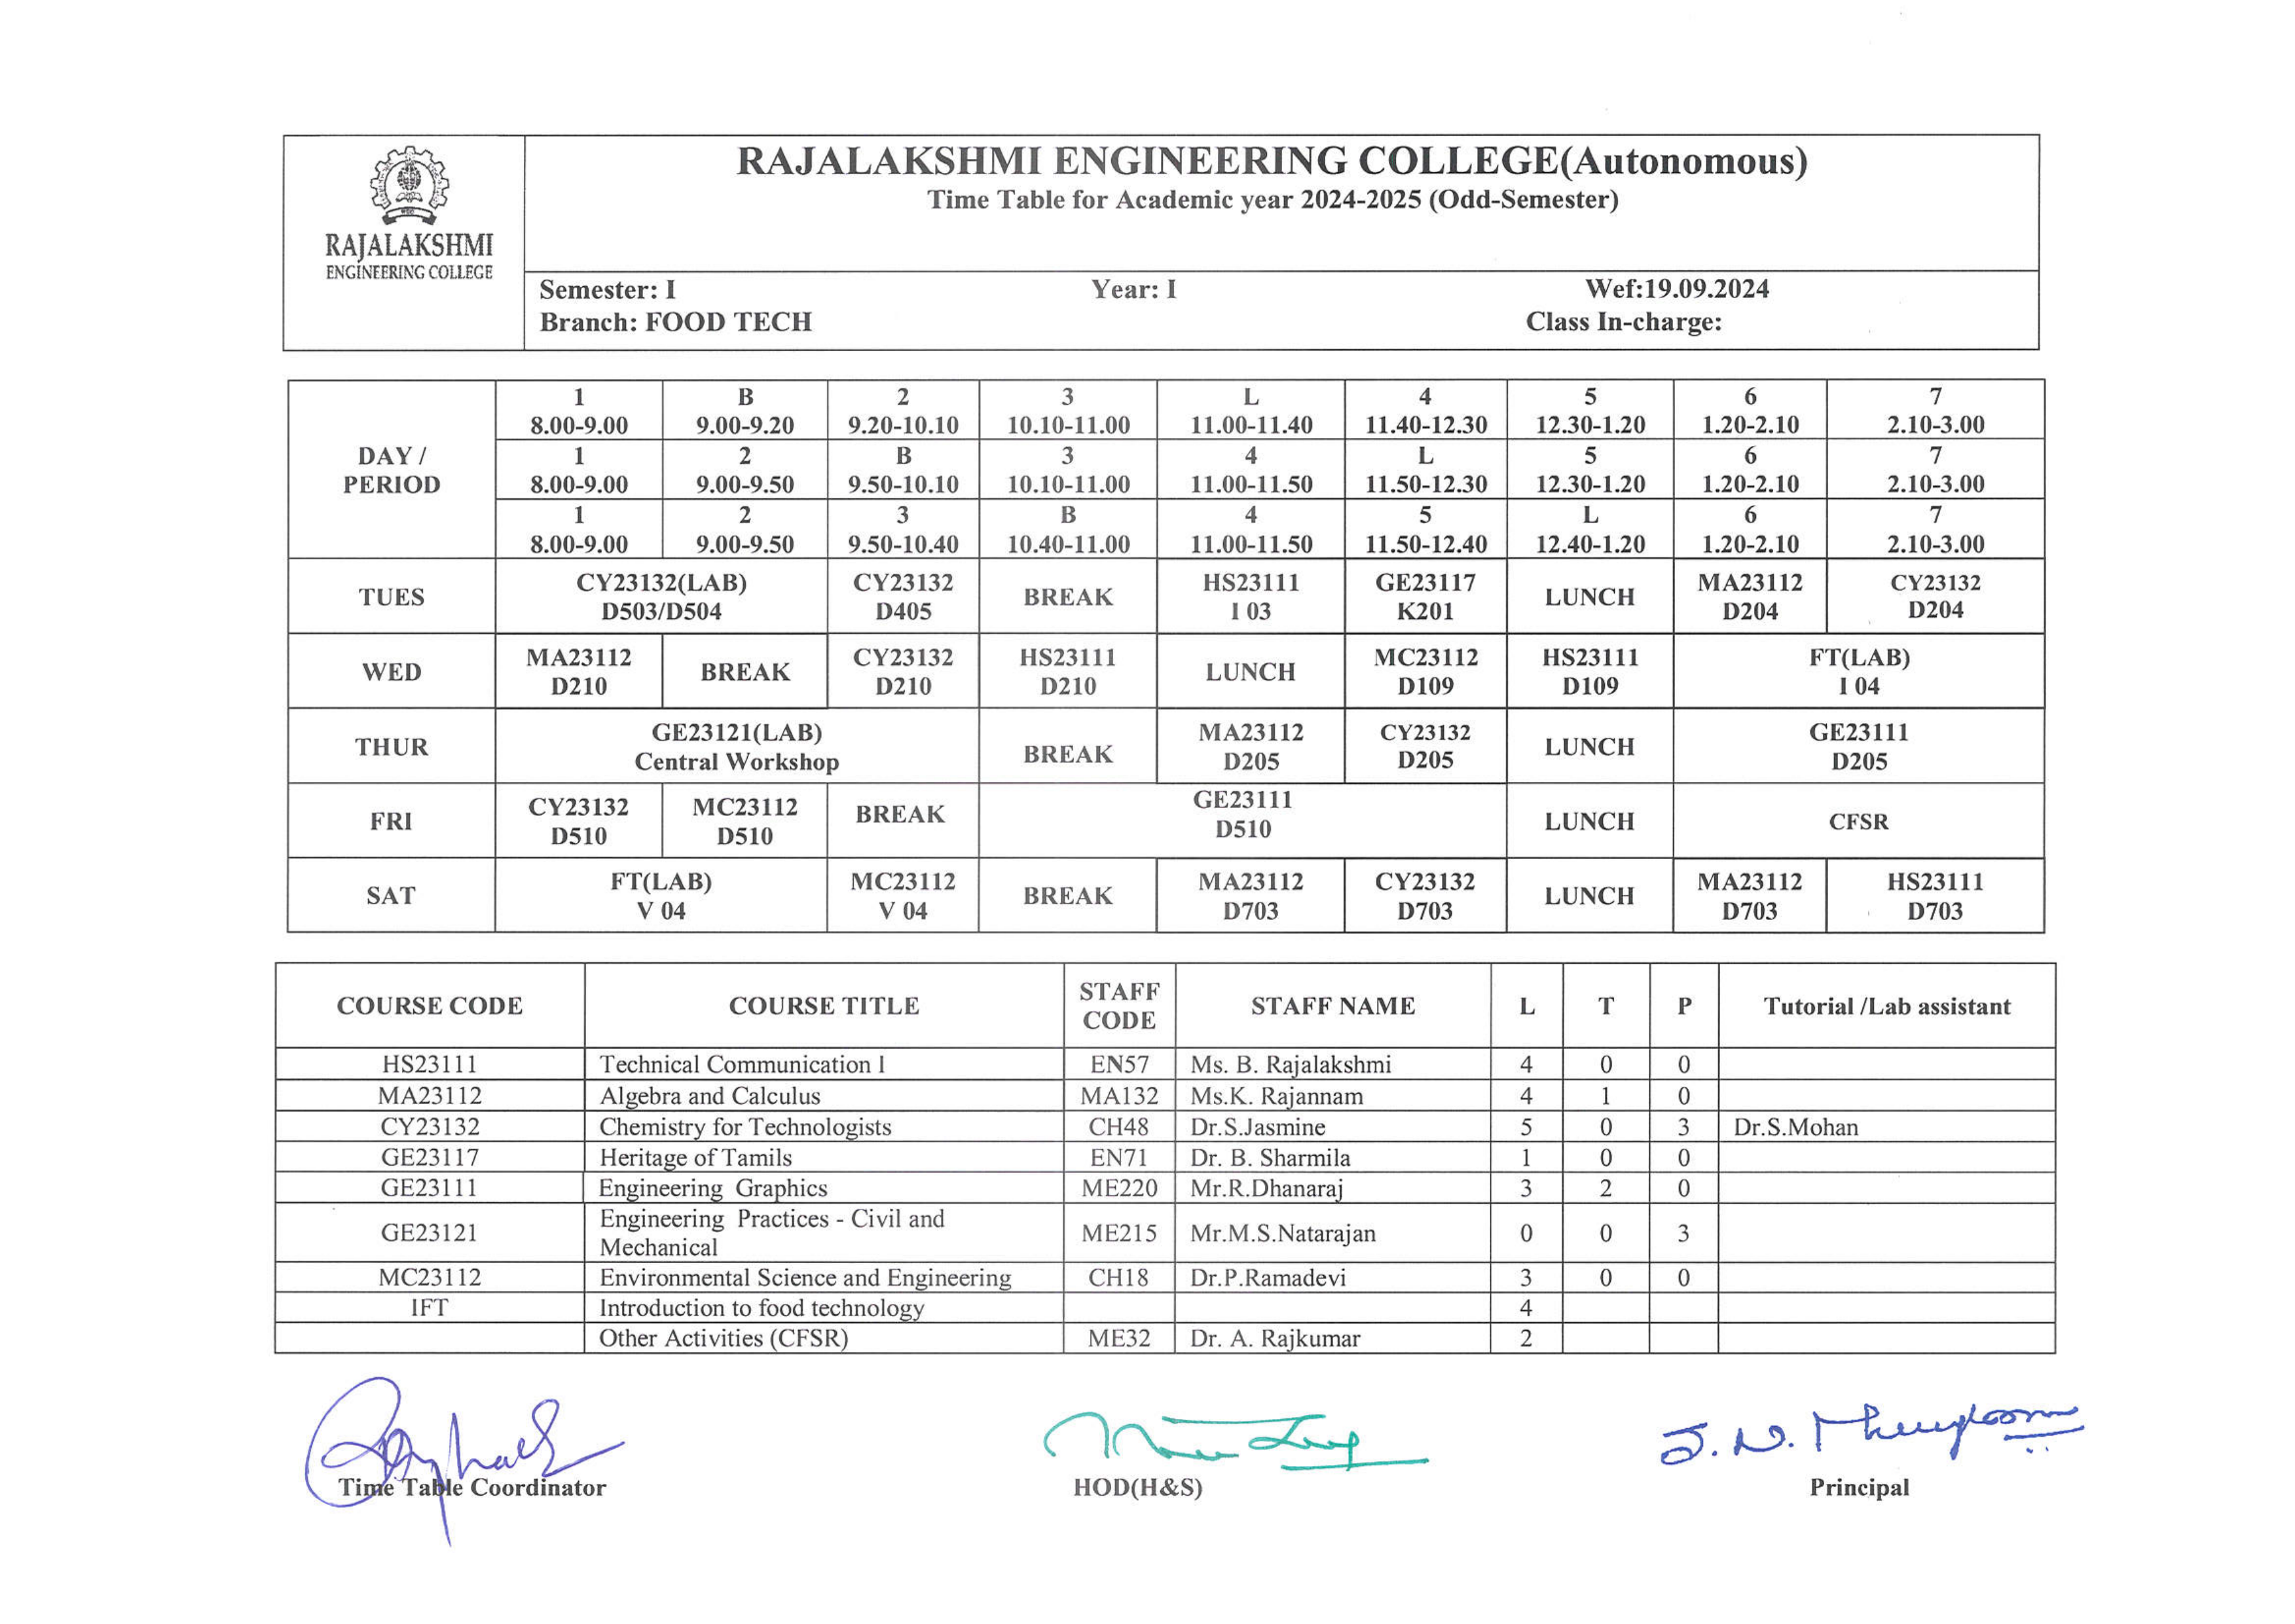 RAJALAKSHMI
ENGINEERING COLLEGE
RAJALAKSHMI ENGINEERING COLLEGE(Autonomous)
Time Table for Academic year 2024-2025 (Odd-Semester)
Semester: I Year: I Wef:19.09.2024
Branch: FOOD TECH Class In-charge:
DAY / PERIOD
1 B 2 3 L 4 5 6 7
8.00-9.00 9.00-9.20 9.20-10.10 10.10-11.00 11.00-11.40 11.40-12.30 12.30-1.20 1.20-2.10 2.10-3.00
1 2 B 3 4 L 5 6 7
8.00-9.00 9.00-9.50 9.50-10.10 10.10-11.00 11.00-11.50 11.50-12.30 12.30-1.20 1.20-2.10 2.10-3.00
1 2 3 B 4 5 L 6 7
8.00-9.00 9.00-9.50 9.50-10.40 10.40-11.00 11.00-11.50 11.50-12.40 12.40-1.20 1.20-2.10 2.10-3.00
TUES CY23132(LAB) CY23132 BREAK HS23111 GE23117 LUNCH MA23112 CY23132
D503/D504 D405 I 03 K201 D204 D204
WED MA23112 BREAK CY23132 HS23111 LUNCH MC23112 HS23111 FT(LAB)
D210 D210 D210 D109 D109 I 04
THUR GE23121(LAB) BREAK MA23112 CY23132 LUNCH GE23111
Central Workshop D205 D205 D205
FRI CY23132 MC23112 BREAK GE23111 LUNCH CFSR
D510 D510 D510
SAT FT(LAB) MC23112 BREAK MA23112 CY23132 LUNCH MA23112 HS23111
V 04 V 04 D703 D703 D703 D703
COURSE CODE COURSE TITLE STAFF CODE STAFF NAME L T P Tutorial /Lab assistant
HS23111 Technical Communication I EN57 Ms. B. Rajalakshmi 4 0 0
MA23112 Algebra and Calculus MA132 Ms.K. Rajannam 4 1 0
CY23132 Chemistry for Technologists CH48 Dr.S.Jasmine 5 0 3 Dr.S.Mohan
GE23117 Heritage of Tamils EN71 Dr. B. Sharmila 1 0 0
GE23111 Engineering Graphics ME220 Mr.R.Dhanaraj 3 2 0
GE23121 Engineering Practices - Civil and Mechanical ME215 Mr.M.S.Natarajan 0 0 3
MC23112 Environmental Science and Engineering CH18 Dr.P.Ramadevi 3 0 0
IFT Introduction to food technology 4
Other Activities (CFSR) ME32 Dr. A. Rajkumar 2
Time Table Coordinator HOD(H&S) Principal